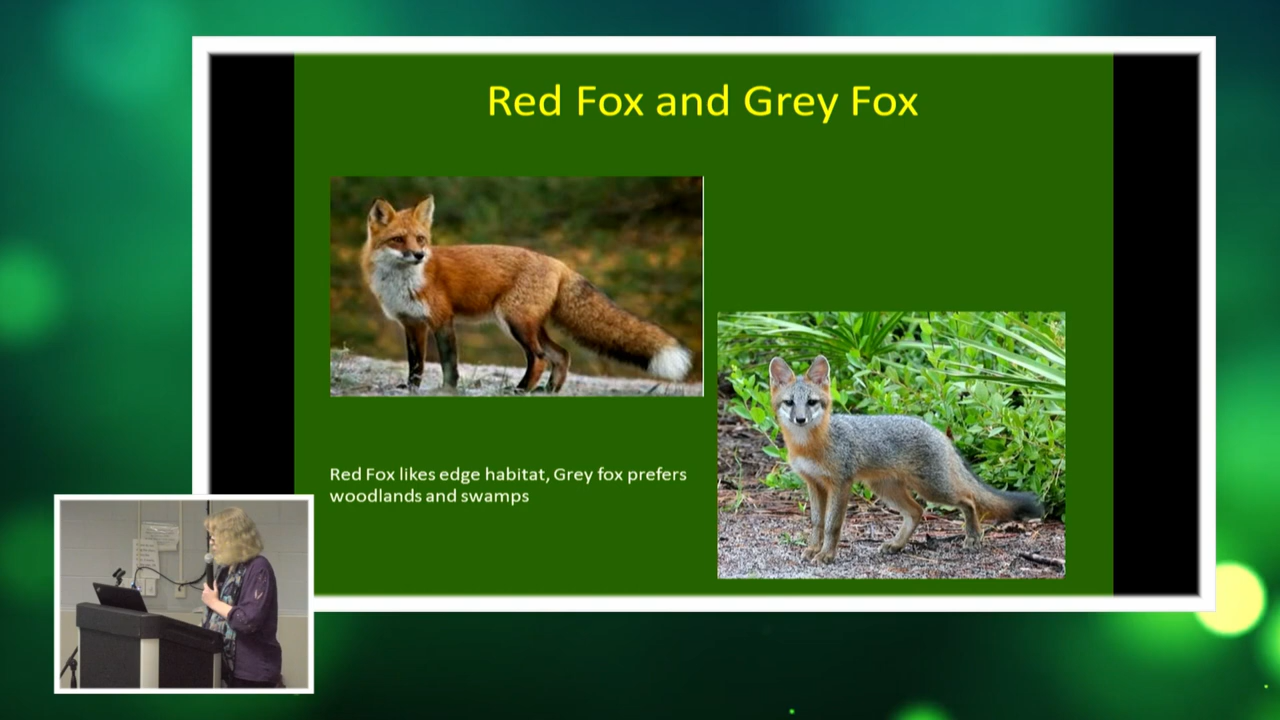 Red Fox and Grey Fox
Red Fox likes edge habitat, Grey fox prefers
woodlands and swamps